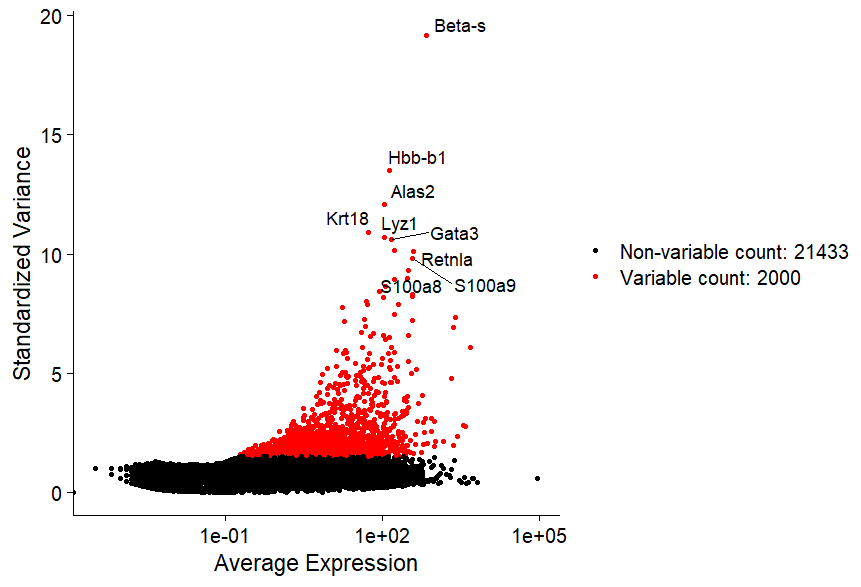 20
Beta-s
15
Hbb-b1
Alas2
Krt18
Lyz1
Gata3
10
Retnla
S100a8
S100a9
Non-variable count: 21433
Variable count: 2000
5
0
Standardized Variance
1e-01
1e+02
1e+05
Average Expression